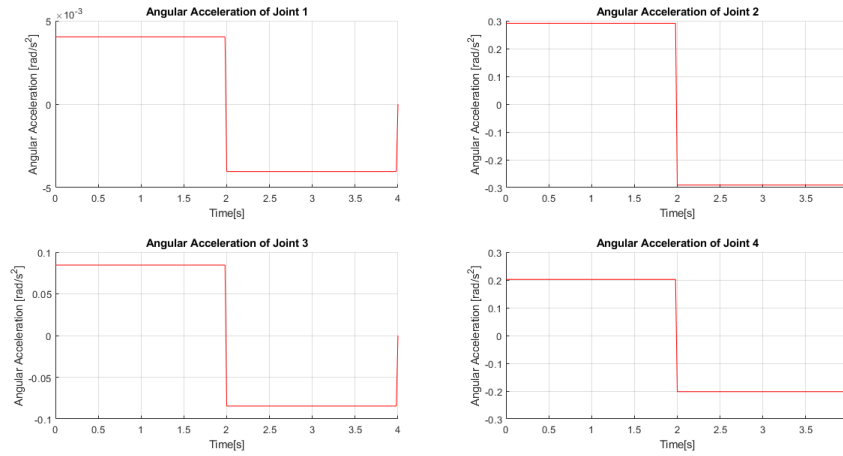 Angular Acceleration of Joint 1
×10⁻³
5
0
-5
Angular Acceleration [rad/s²]
0 0.5 1 1.5 2 2.5 3 3.5 4
Time[s]
Angular Acceleration of Joint 2
0.3
0.2
0.1
0
-0.1
-0.2
-0.3
Angular Acceleration [rad/s²]
0 0.5 1 1.5 2 2.5 3 3.5
Time[s]
Angular Acceleration of Joint 3
0.1
0.05
0
-0.05
-0.1
Angular Acceleration [rad/s²]
0 0.5 1 1.5 2 2.5 3 3.5 4
Time[s]
Angular Acceleration of Joint 4
0.3
0.2
0.1
0
-0.1
-0.2
-0.3
Angular Acceleration [rad/s²]
0 0.5 1 1.5 2 2.5 3 3.5
Time[s]